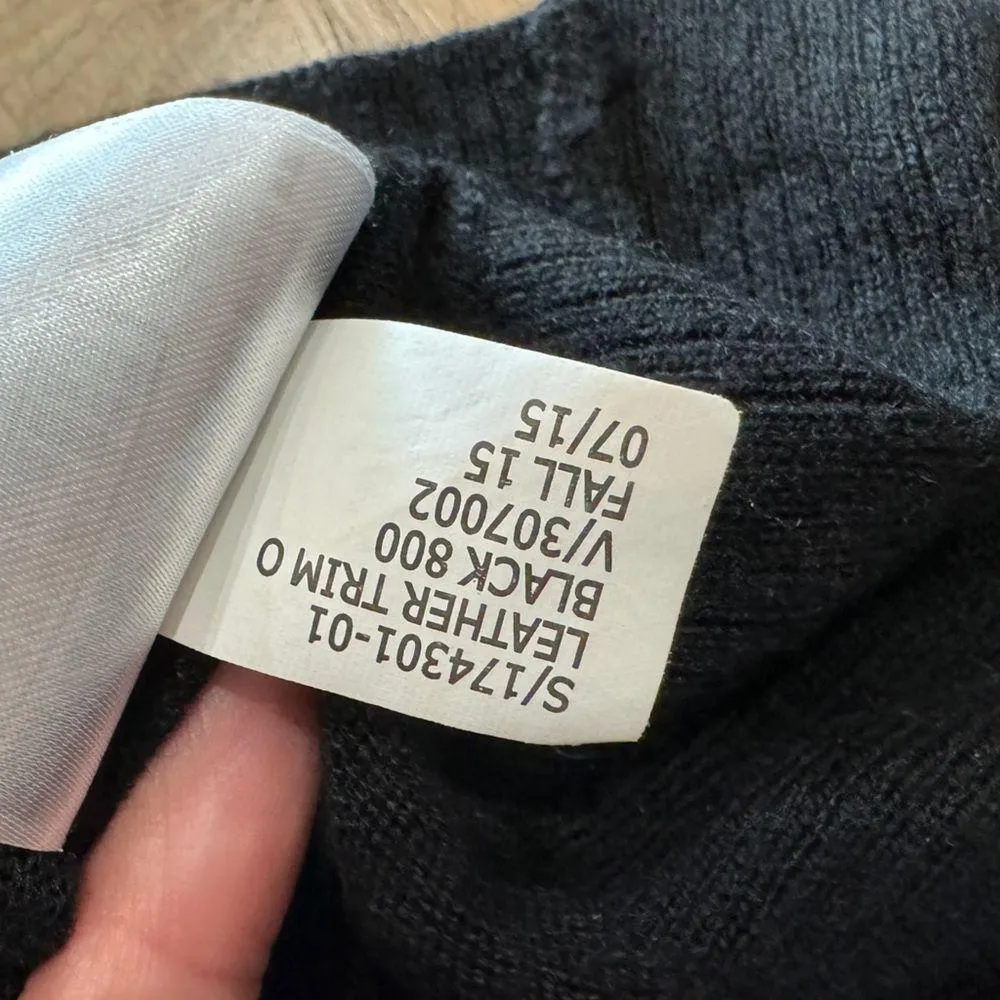 S/174301-01
LEATHER TRIM O
BLACK 800
V/307002
FALL 15
07/15